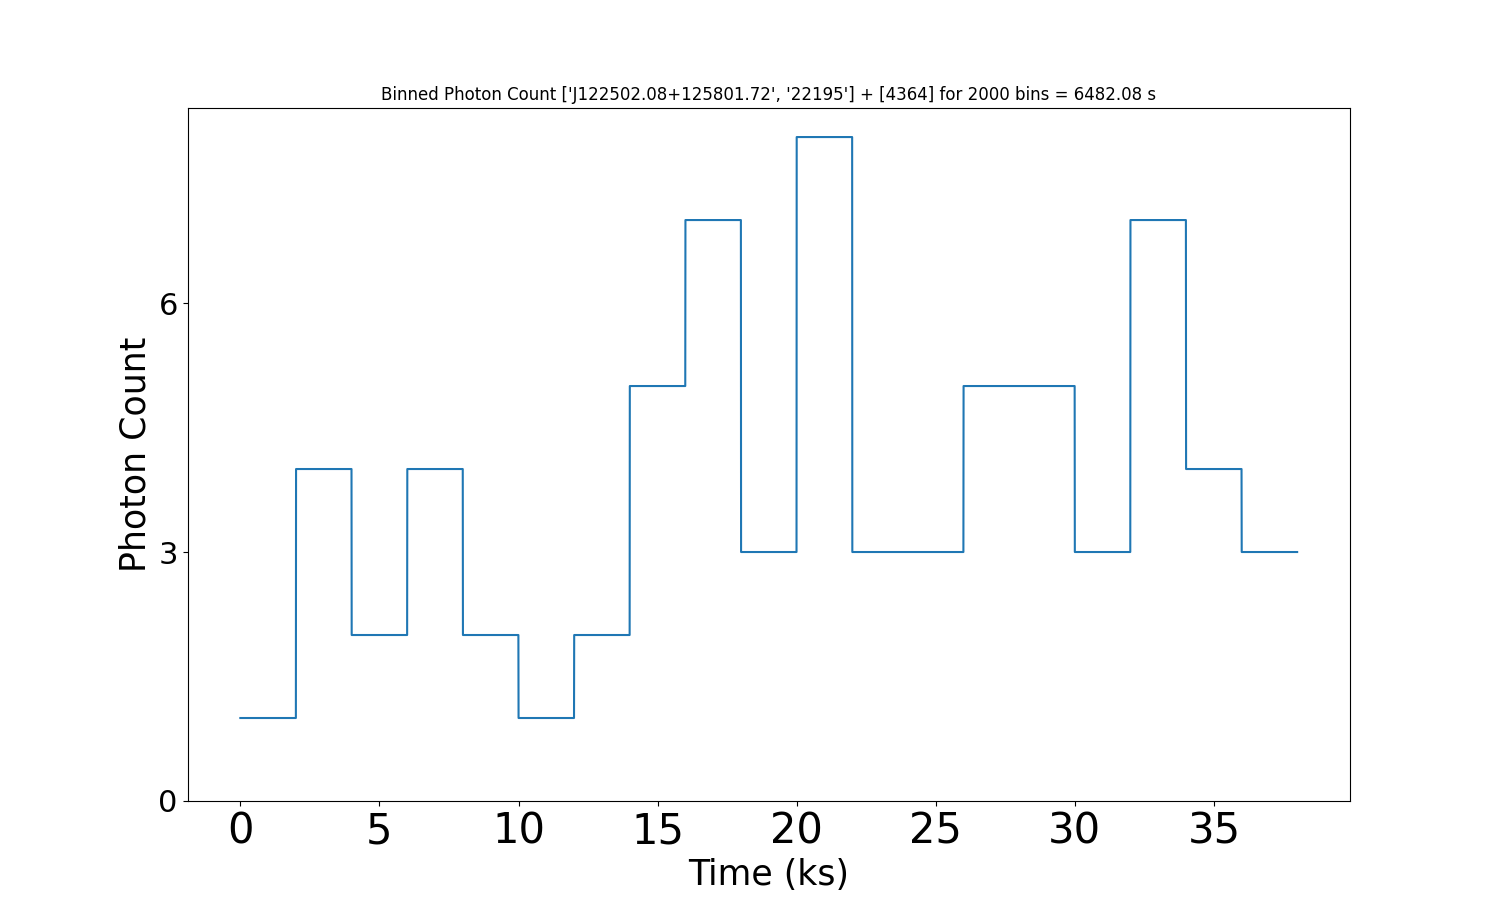 Binned Photon Count ['J122502.08+125801.72', '22195'] + [4364] for 2000 bins = 6482.08 s
Photon Count
6
3
0
0 5 10 15 20 25 30 35
Time (ks)